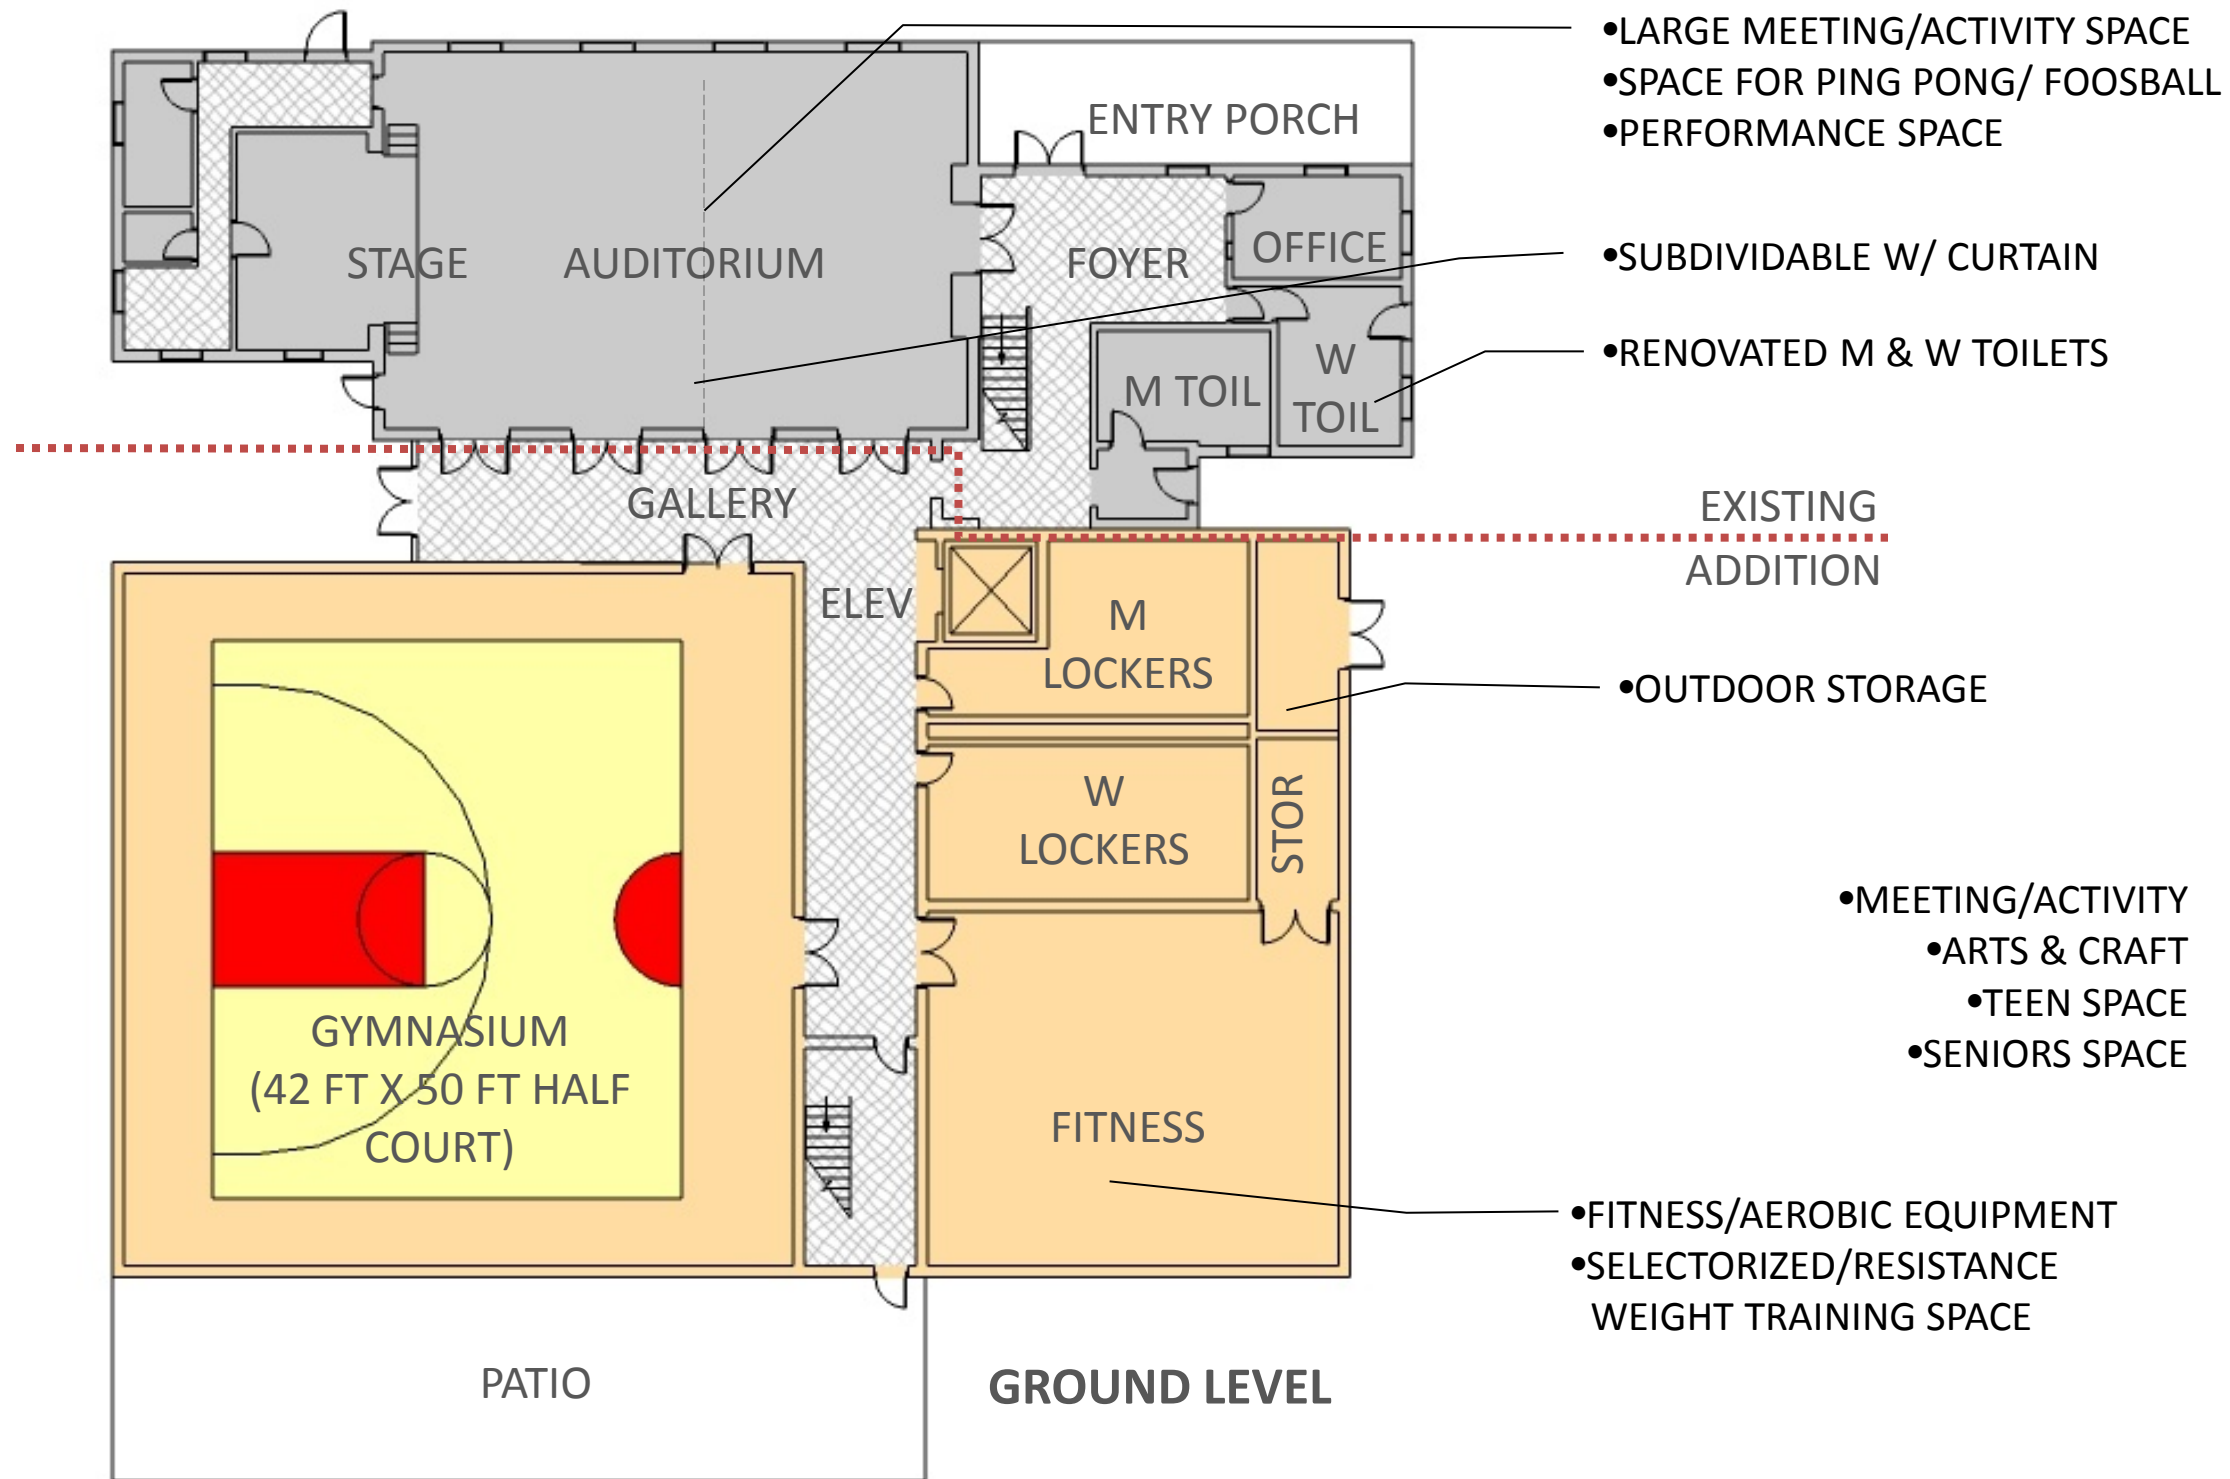 •LARGE MEETING/ACTIVITY SPACE
•SPACE FOR PING PONG/ FOOSBALL
•PERFORMANCE SPACE
ENTRY PORCH
STAGE
AUDITORIUM
FOYER
OFFICE
•SUBDIVIDABLE W/ CURTAIN
•RENOVATED M & W TOILETS
M TOIL
W
TOIL
GALLERY
EXISTING
ADDITION
ELEV
M
LOCKERS
•OUTDOOR STORAGE
W
LOCKERS
STOR
•MEETING/ACTIVITY
•ARTS & CRAFT
•TEEN SPACE
•SENIORS SPACE
GYMNASIUM
(42 FT X 50 FT HALF
COURT)
FITNESS
•FITNESS/AEROBIC EQUIPMENT
•SELECTORIZED/RESISTANCE
WEIGHT TRAINING SPACE
PATIO
GROUND LEVEL